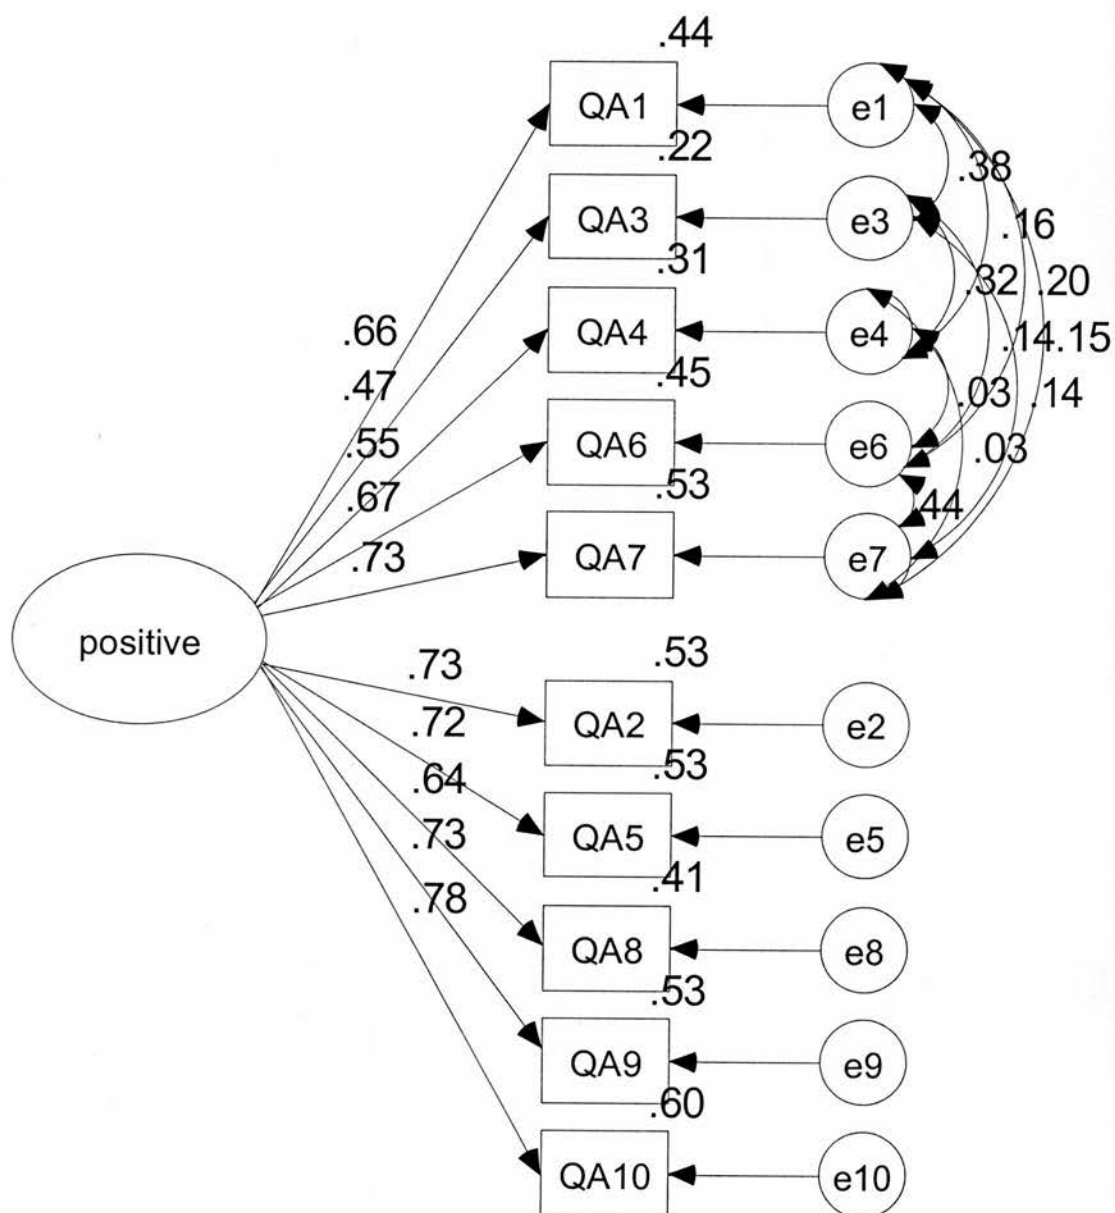 .44
QA1 e1
.22 .38
QA3 e3 .16
.31 .32 .20
.66 QA4 e4 .14 .15
.47 .45 .03 .14
.55 QA6 e6 .03
.67 .53 .44
.73 QA7 e7
positive
.73 .53
.72 QA2 e2
.64 .53
.73 QA5 e5
.78 .41
QA8 e8
.53
QA9 e9
.60
QA10 e10